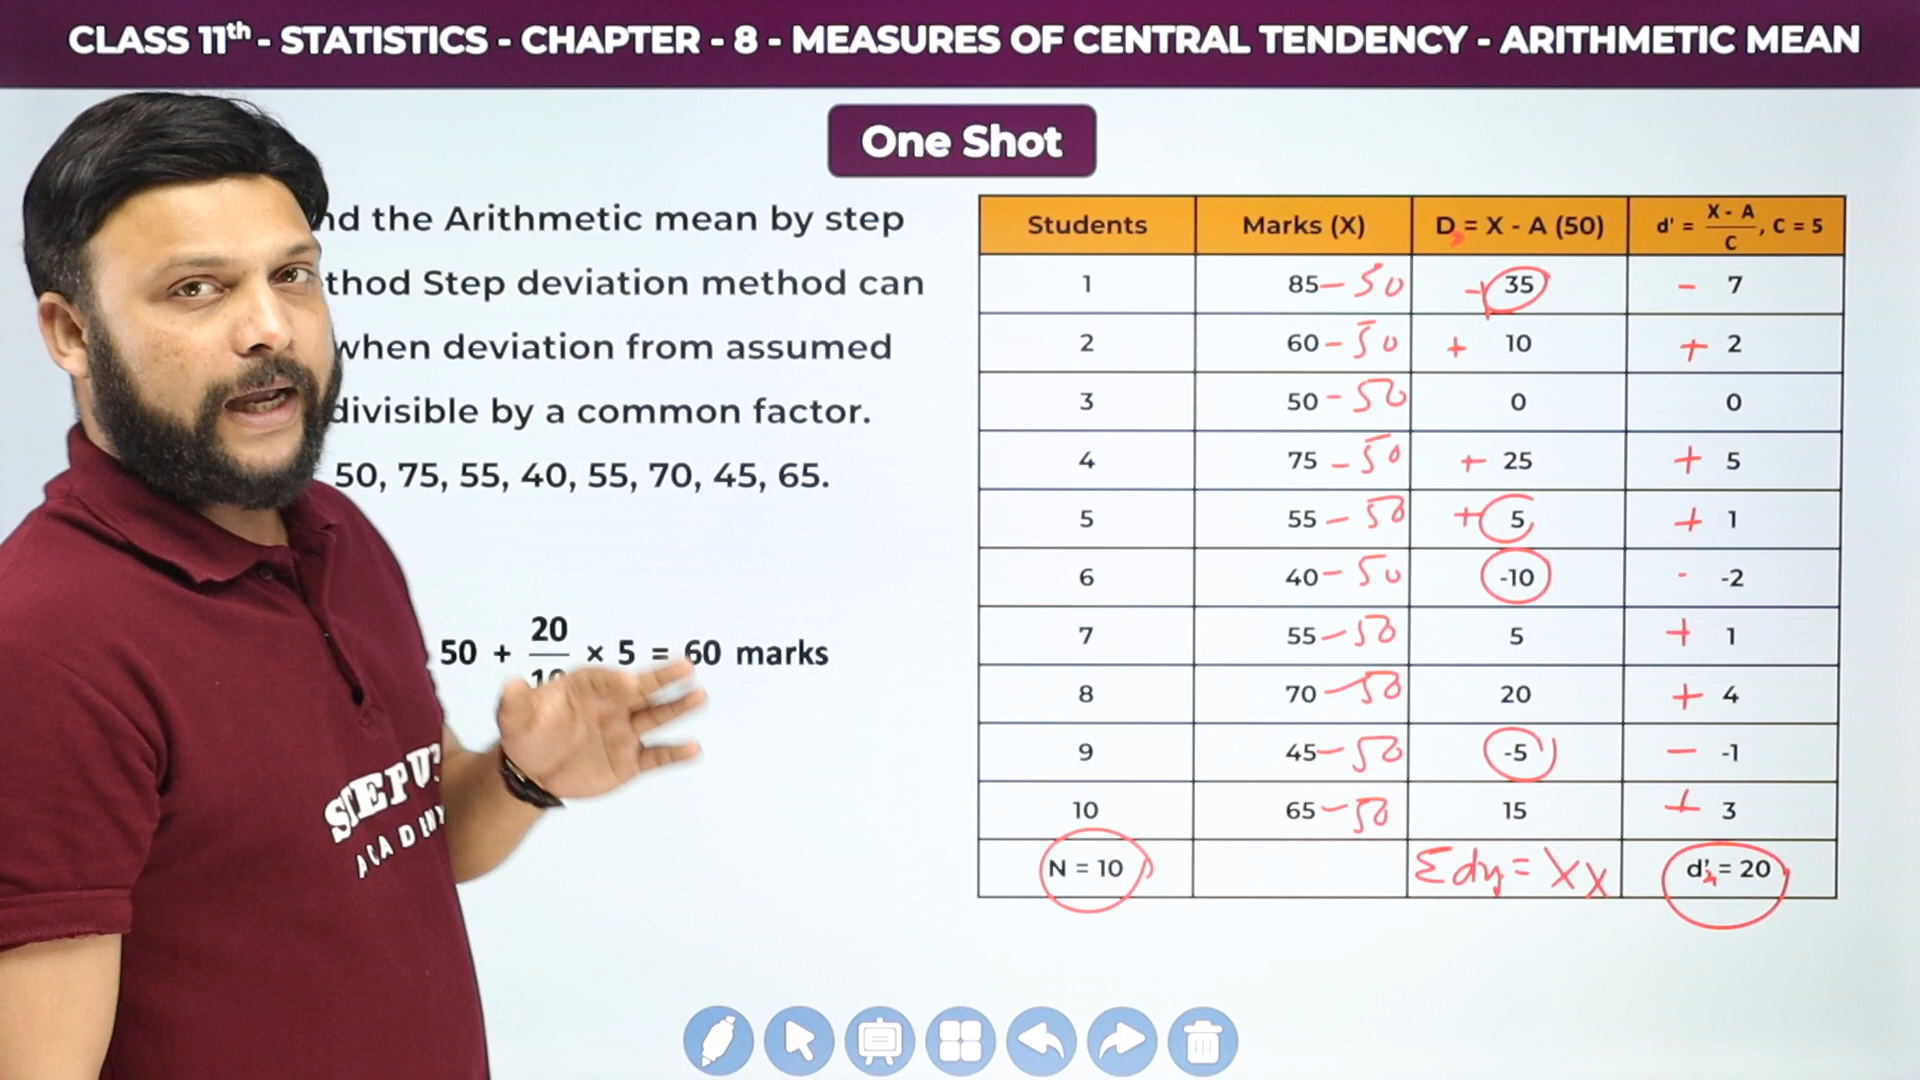 CLASS 11th - STATISTICS - CHAPTER - 8 - MEASURES OF CENTRAL TENDENCY - ARITHMETIC MEAN
One Shot
the Arithmetic mean by step
Step deviation method can
when deviation from assumed
divisible by a common factor.
50, 75, 55, 40, 55, 70, 45, 65.
50 + 20/10 × 5 = 60 marks
STEPUP
ACADEMY
Students Marks (X) D = X - A (50) d' = X - A / C , C = 5
1 85 - 50 + 35 - 7
2 60 - 50 + 10 + 2
3 50 - 50 0 0
4 75 - 50 + 25 + 5
5 55 - 50 + 5 + 1
6 40 - 50 -10 - -2
7 55 - 50 5 + 1
8 70 - 50 20 + 4
9 45 - 50 -5 - -1
10 65 - 50 15 + 3
N = 10 Σdx = XX d' = 20